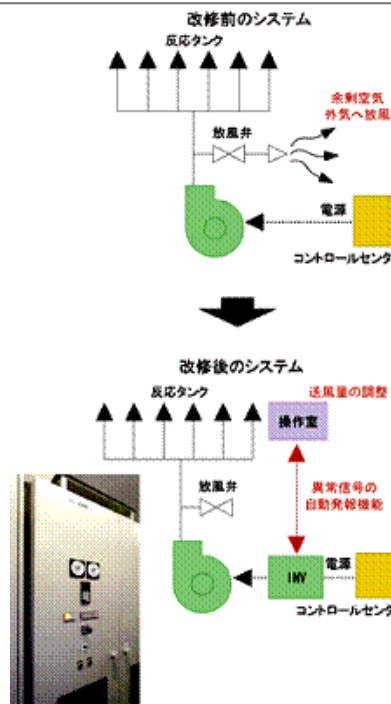 改修前のシステム
反応タンク
余剰空気
外気へ放風
放風弁
電源
コントロールセンタ
改修後のシステム
送風量の調整
反応タンク
操作室
放風弁
異常信号の
自動発報機能
INV
電源
コントロールセンタ